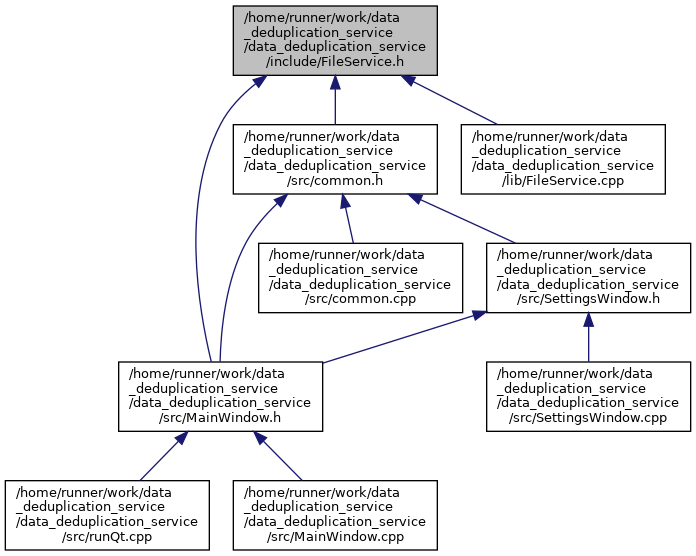 /home/runner/work/data
_deduplication_service
/data_deduplication_service
/include/FileService.h
/home/runner/work/data
_deduplication_service
/data_deduplication_service
/src/common.h
/home/runner/work/data
_deduplication_service
/data_deduplication_service
/lib/FileService.cpp
/home/runner/work/data
_deduplication_service
/data_deduplication_service
/src/common.cpp
/home/runner/work/data
_deduplication_service
/data_deduplication_service
/src/SettingsWindow.h
/home/runner/work/data
_deduplication_service
/data_deduplication_service
/src/MainWindow.h
/home/runner/work/data
_deduplication_service
/data_deduplication_service
/src/SettingsWindow.cpp
/home/runner/work/data
_deduplication_service
/data_deduplication_service
/src/runQt.cpp
/home/runner/work/data
_deduplication_service
/data_deduplication_service
/src/MainWindow.cpp